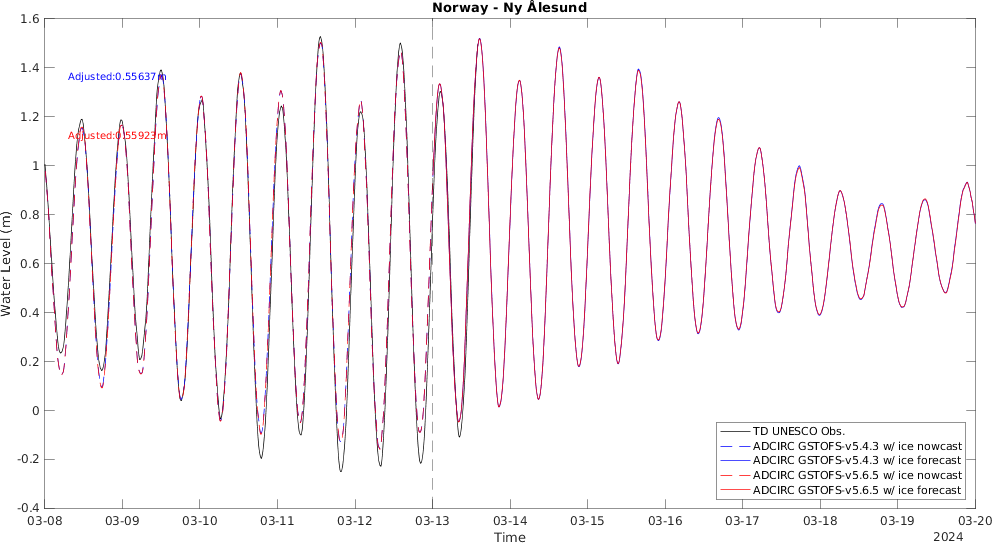 Norway - Ny Ålesund
1.6
1.4
1.2
1
0.8
0.6
0.4
0.2
0
-0.2
-0.4
Water Level (m)
Adjusted:0.55637m
Adjusted:0.55923m
TD UNESCO Obs.
ADCIRC GSTOFS-v5.4.3 w/ ice nowcast
ADCIRC GSTOFS-v5.4.3 w/ ice forecast
ADCIRC GSTOFS-v5.6.5 w/ ice nowcast
ADCIRC GSTOFS-v5.6.5 w/ ice forecast
03-08 03-09 03-10 03-11 03-12 03-13 03-14 03-15 03-16 03-17 03-18 03-19 03-20
Time
2024